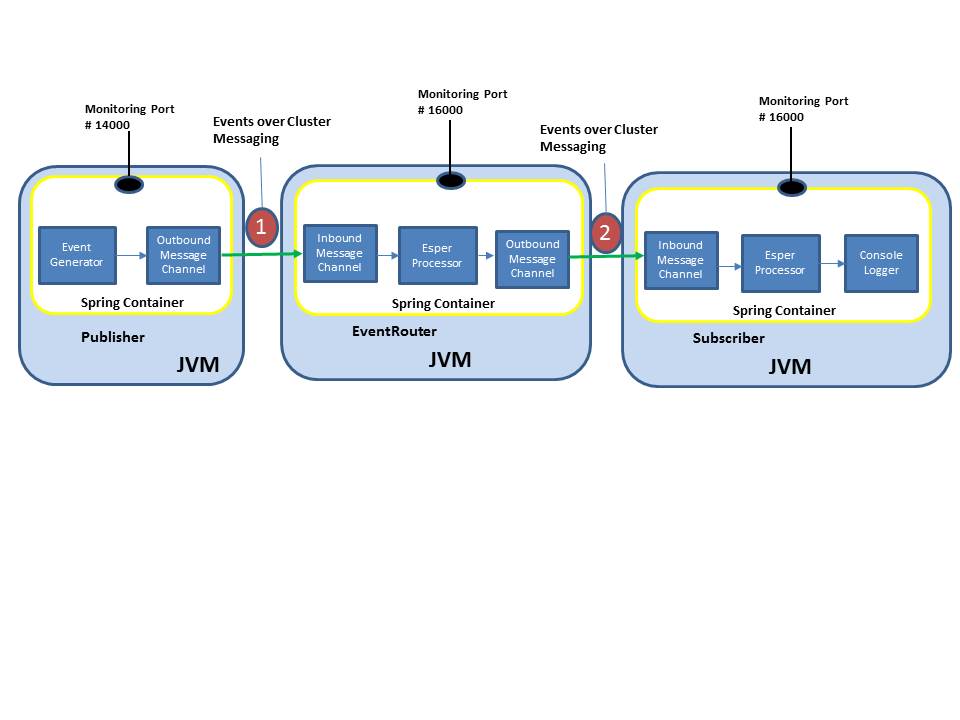 Monitoring Port
# 14000
Events over Cluster
Messaging
Monitoring Port
# 16000
Events over Cluster
Messaging
Monitoring Port
# 16000
Event
Generator
Outbound
Message
Channel
Spring Container
Publisher
JVM
1
Inbound
Message
Channel
Esper
Processor
Outbound
Message
Channel
Spring Container
EventRouter
JVM
2
Inbound
Message
Channel
Esper
Processor
Console
Logger
Spring Container
Subscriber
JVM